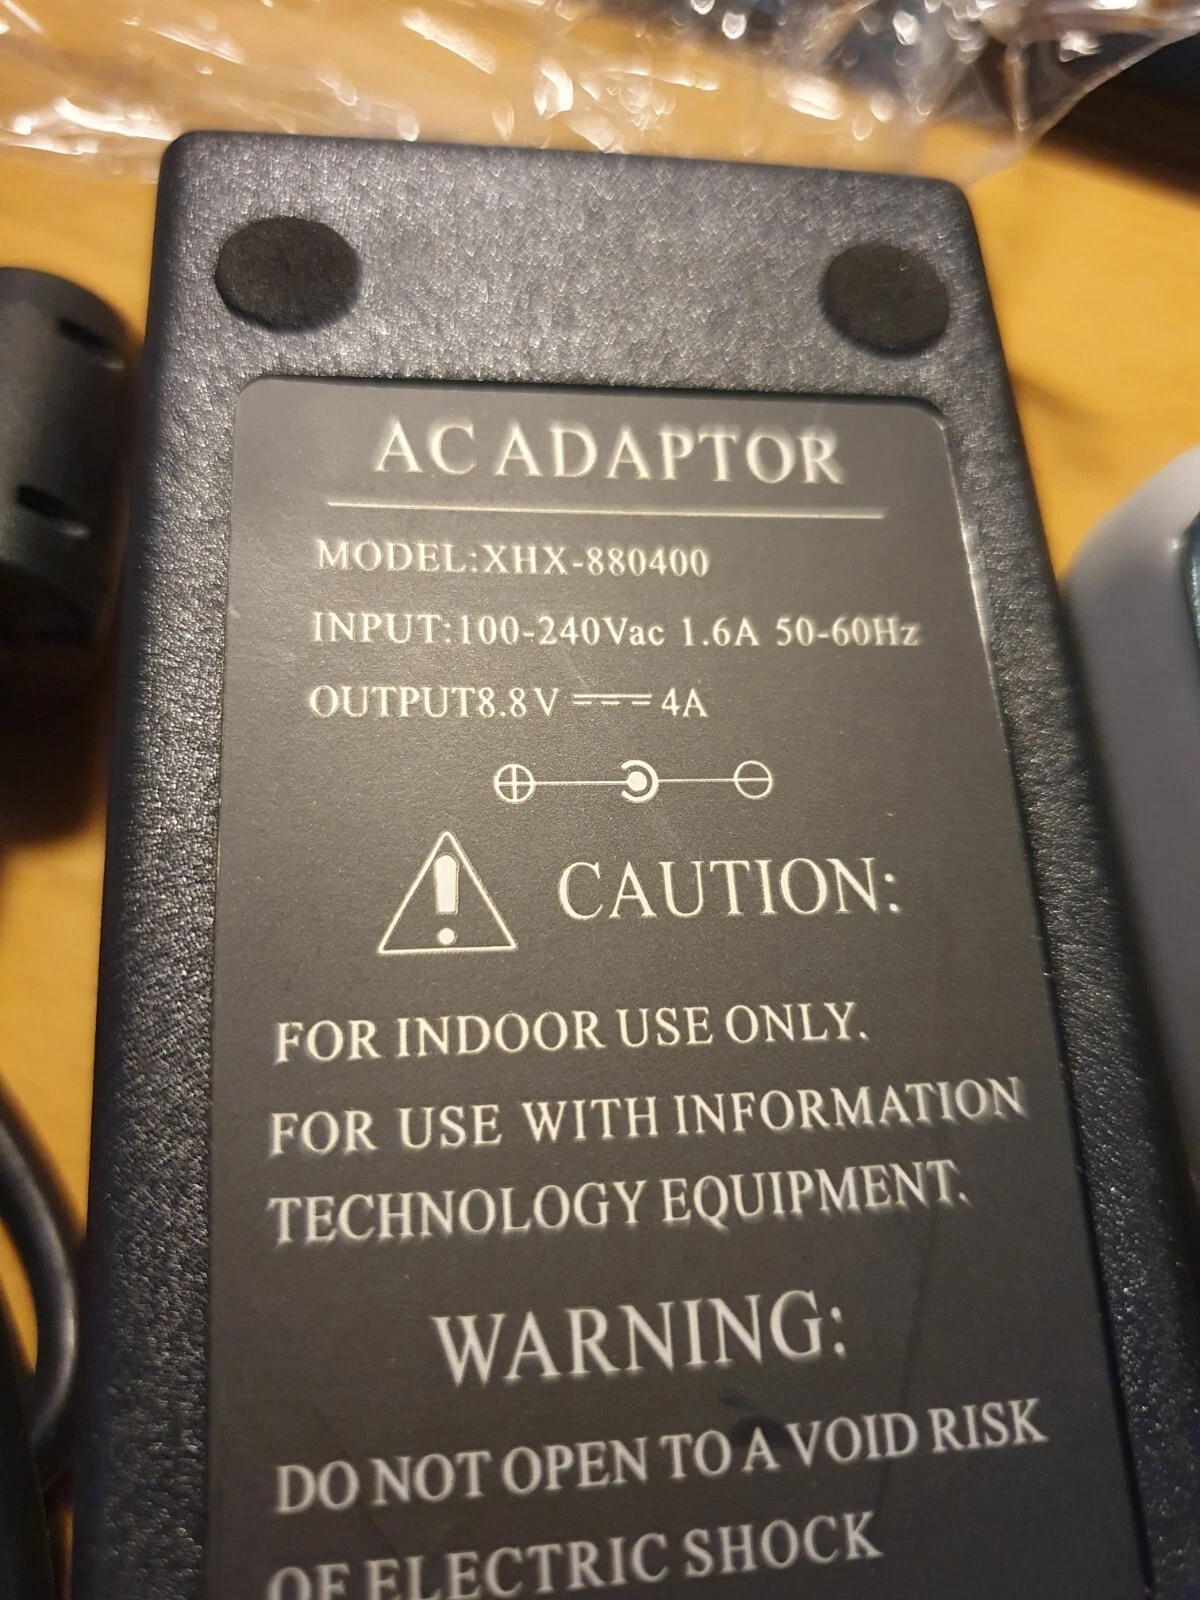 AC ADAPTOR
MODEL:XHX-880400
INPUT:100-240Vac 1.6A 50-60Hz
OUTPUT8.8V ⎓ 4A
CAUTION:
FOR INDOOR USE ONLY.
FOR USE WITH INFORMATION
TECHNOLOGY EQUIPMENT.
WARNING:
DO NOT OPEN TO A VOID RISK
OF ELECTRIC SHOCK